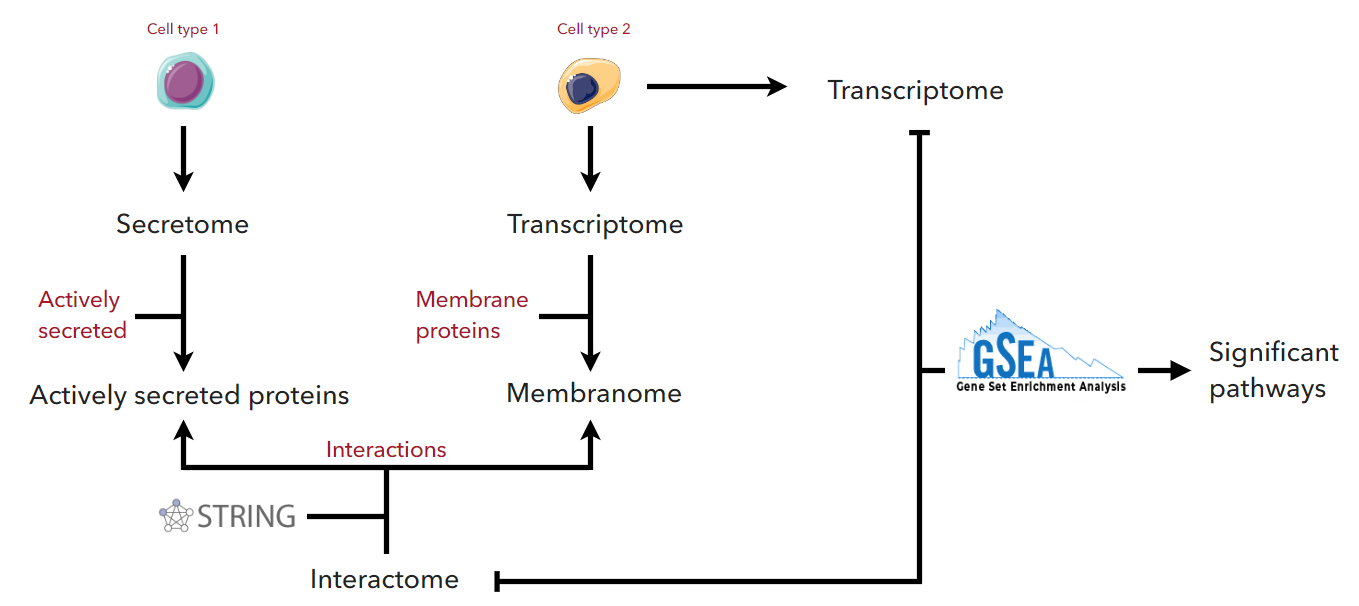 Cell type 1
Cell type 2
Transcriptome
Secretome
Transcriptome
Actively
secreted
Membrane
proteins
GSEA
Gene Set Enrichment Analysis
Significant
pathways
Actively secreted proteins
Membranome
Interactions
STRING
Interactome